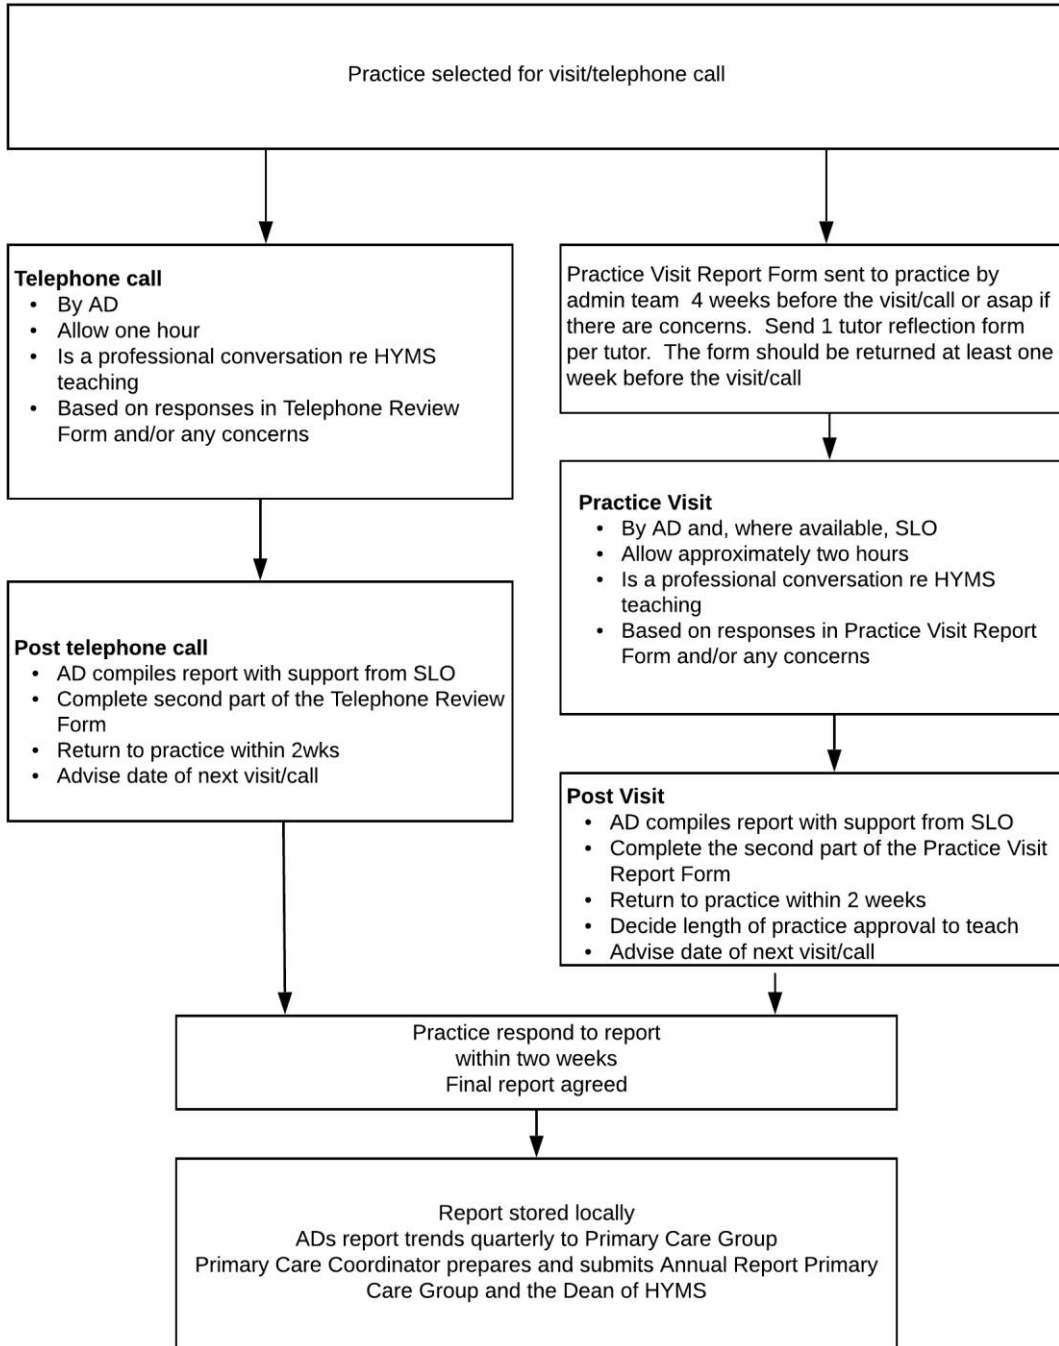 Practice selected for visit/telephone call
Telephone call
• By AD
• Allow one hour
• Is a professional conversation re HYMS
teaching
• Based on responses in Telephone Review
Form and/or any concerns
Post telephone call
• AD compiles report with support from SLO
• Complete second part of the Telephone Review
Form
• Return to practice within 2wks
• Advise date of next visit/call
Practice Visit Report Form sent to practice by
admin team 4 weeks before the visit/call or asap if
there are concerns. Send 1 tutor reflection form
per tutor. The form should be returned at least one
week before the visit/call
Practice Visit
• By AD and, where available, SLO
• Allow approximately two hours
• Is a professional conversation re HYMS
teaching
• Based on responses in Practice Visit Report
Form and/or any concerns
Post Visit
• AD compiles report with support from SLO
• Complete the second part of the Practice Visit
Report Form
• Return to practice within 2 weeks
• Decide length of practice approval to teach
• Advise date of next visit/call
Practice respond to report
within two weeks
Final report agreed
Report stored locally
ADs report trends quarterly to Primary Care Group
Primary Care Coordinator prepares and submits Annual Report Primary
Care Group and the Dean of HYMS